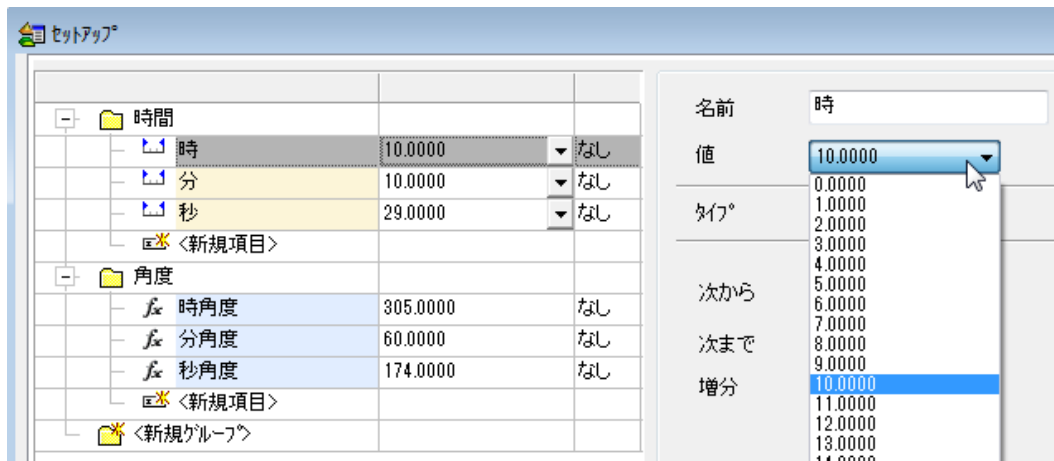 セットアップ
時間
時 10.0000 なし
分 10.0000 なし
秒 29.0000 なし
<新規項目>
角度
時角度 305.0000 なし
分角度 60.0000 なし
秒角度 174.0000 なし
<新規項目>
<新規グループ>
名前 時
値 10.0000
0.0000
1.0000
2.0000
3.0000
4.0000
5.0000
6.0000
7.0000
8.0000
9.0000
10.0000
11.0000
12.0000
13.0000
14.0000
タイプ
次から
次まで
増分